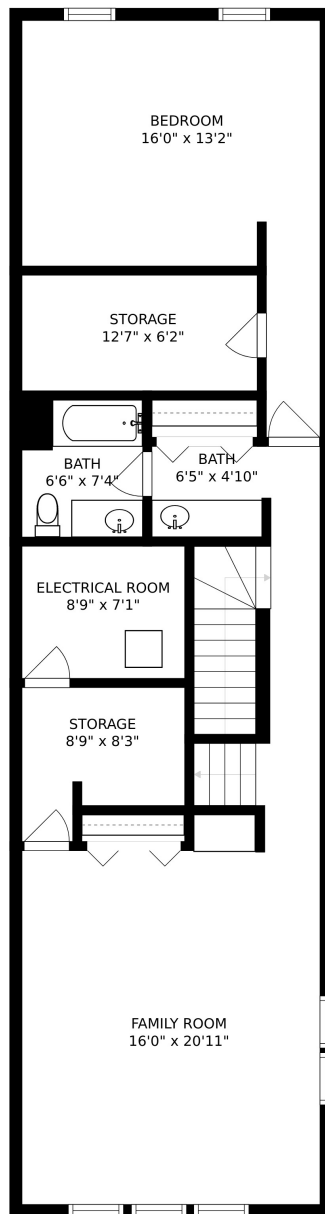 BEDROOM
16'0" x 13'2"
STORAGE
12'7" x 6'2"
BATH
6'6" x 7'4"
BATH
6'5" x 4'10"
ELECTRICAL ROOM
8'9" x 7'1"
STORAGE
8'9" x 8'3"
FAMILY ROOM
16'0" x 20'11"